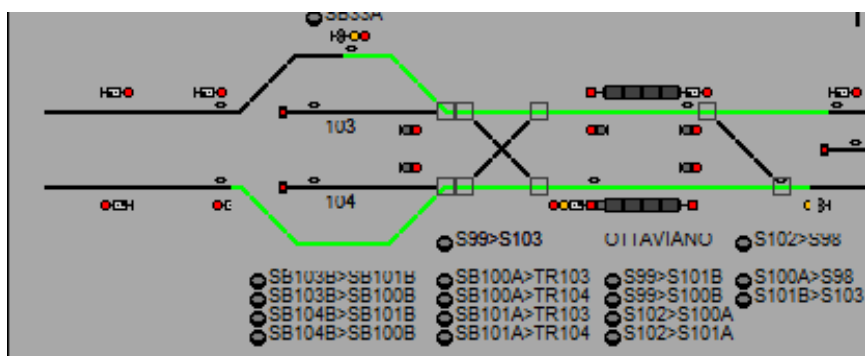 SB33A
103
104
S99>S103
OTTAVIANO
S102>S98
SB103B>SB101B
SB100A>TR103
S99>S101B
S100A>S98
SB103B>SB100B
SB100A>TR104
S99>S100B
S101B>S103
SB104B>SB101B
SB101A>TR103
S102>S100A
SB104B>SB100B
SB101A>TR104
S102>S101A